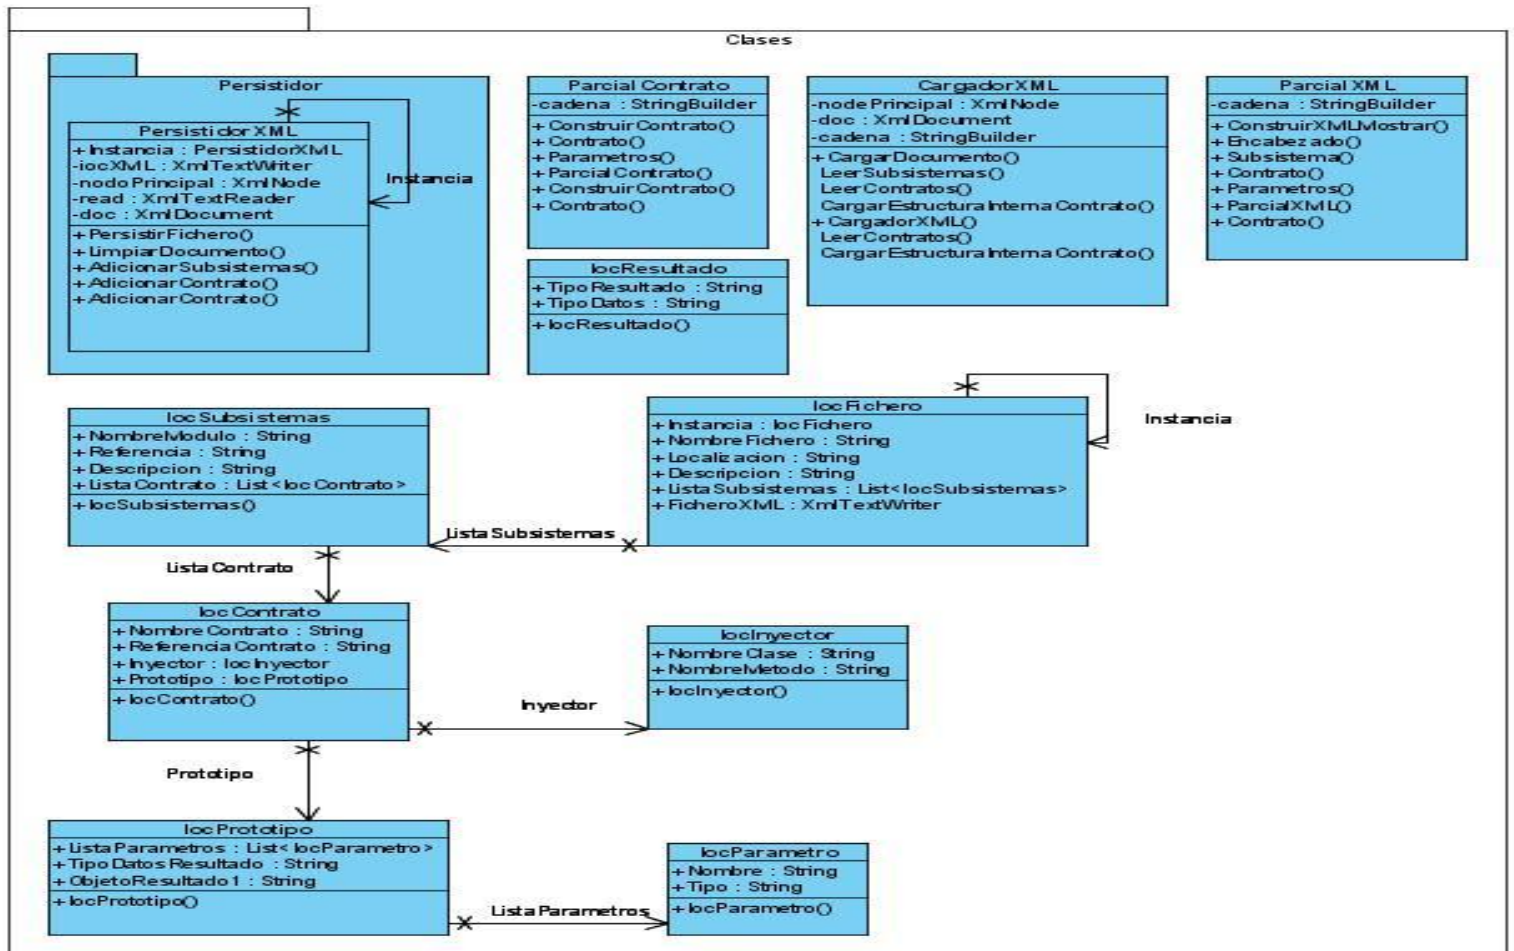 Clases
Persistidor
PersistidorXML
+Instancia : PersistidorXML
-iocXML : XmlTextWriter
-nodoPrincipal : XmlNode
-read : XmlTextReader
-doc : XmlDocument
+PersistirFichero()
+LimpiarDocumento()
+AdicionarSubsistemas()
+AdicionarContrato()
+AdicionarContrato()
Instancia
Parcial Contrato
-cadena : StringBuilder
+ConstruirContrato()
+Contrato()
+Parametros()
+ParcialContrato()
+ConstruirContrato()
+Contrato()
CargadorXML
-nodePrincipal : XmlNode
-doc : XmlDocument
-cadena : StringBuilder
+CargarDocumento()
LeerSubsistemas()
LeerContratos()
CargarEstructuraInternaContrato()
+CargadorXML()
LeerContratos()
CargarEstructuraInternaContrato()
Parcial XML
-cadena : StringBuilder
+ConstruirXMLMostrar()
+Encabezado()
+Subsistema()
+Contrato()
+Parametros()
+ParcialXML()
+Contrato()
IocResultado
+TipoResultado : String
+TipoDatos : String
+IocResultado()
IocSubsistemas
+NombreModulo : String
+Referencia : String
+Descripcion : String
+ListaContrato : List<IocContrato>
+IocSubsistemas()
IocFichero
+Instancia : IocFichero
+NombreFichero : String
+Localizacion : String
+Descripcion : String
+ListaSubsistemas : List<IocSubsistemas>
+FicheroXML : XmlTextWriter
Instancia
ListaSubsistemas
ListaContrato
IocContrato
+NombreContrato : String
+ReferenciaContrato : String
+Inyector : IocInyector
+Prototipo : IocPrototipo
+IocContrato()
Inyector
IocInyector
+NombreClase : String
+NombreMetodo : String
+IocInyector()
Prototipo
IocPrototipo
+ListaParametros : List<IocParametro>
+TipoDatosResultado : String
+ObjetoResultado1 : String
+IocPrototipo()
ListaParametros
IocParametro
+Nombre : String
+Tipo : String
+IocParametro()